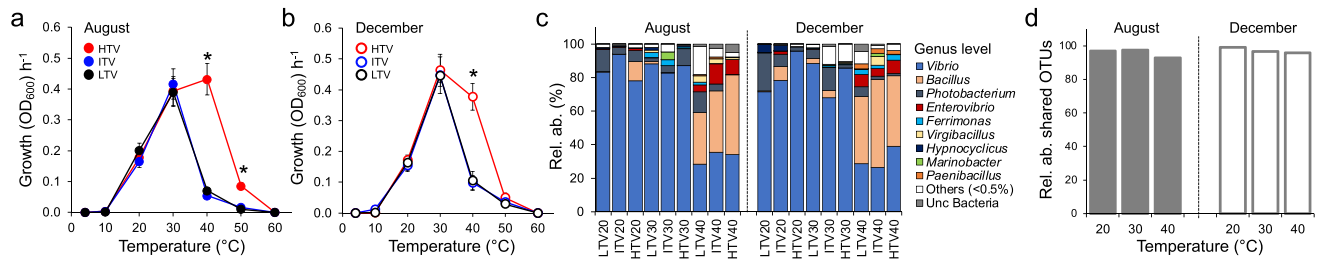 a
August
HTV
ITV
LTV
*
*
Growth (OD600) h-1
0.6
0.5
0.4
0.3
0.2
0.1
0.0
0 10 20 30 40 50 60
Temperature (°C)
b
December
HTV
ITV
LTV
*
Growth (OD600) h-1
0.6
0.5
0.4
0.3
0.2
0.1
0.0
0 10 20 30 40 50 60
Temperature (°C)
c
August
December
Rel. ab. (%)
100
80
60
40
20
0
LTV20
ITV20
HTV20
LTV30
ITV30
HTV30
LTV40
ITV40
HTV40
LTV20
ITV20
HTV20
LTV30
ITV30
HTV30
LTV40
ITV40
HTV40
Genus level
Vibrio
Bacillus
Photobacterium
Enterovibrio
Ferrimonas
Virgibacillus
Hypnocyclicus
Marinobacter
Paenibacillus
Others (<0.5%)
Unc Bacteria
d
August
December
Rel. ab. shared OTUs
100
80
60
40
20
0
20 30 40 20 30 40
Temperature (°C)